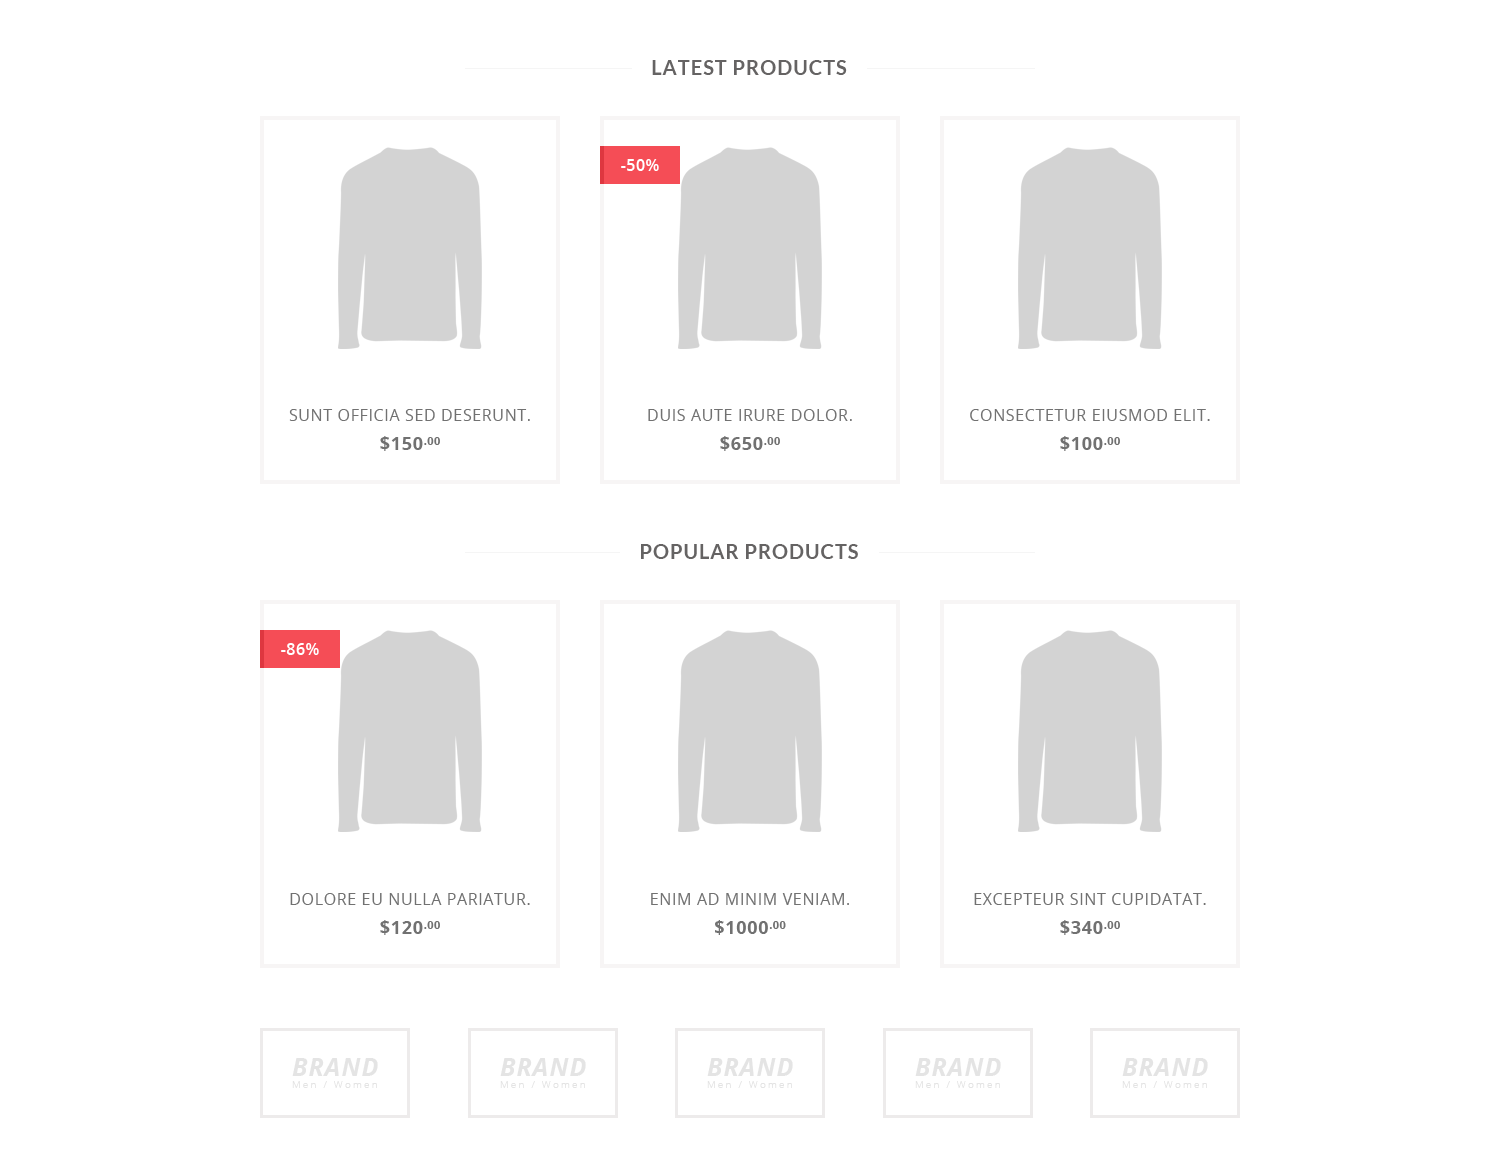 LATEST PRODUCTS
-50%
SUNT OFFICIA SED DESERUNT.
$150.00
DUIS AUTE IRURE DOLOR.
$650.00
CONSECTETUR EIUSMOD ELIT.
$100.00
POPULAR PRODUCTS
-86%
DOLORE EU NULLA PARIATUR.
$120.00
ENIM AD MINIM VENIAM.
$1000.00
EXCEPTEUR SINT CUPIDATAT.
$340.00
BRAND
Men / Women
BRAND
Men / Women
BRAND
Men / Women
BRAND
Men / Women
BRAND
Men / Women